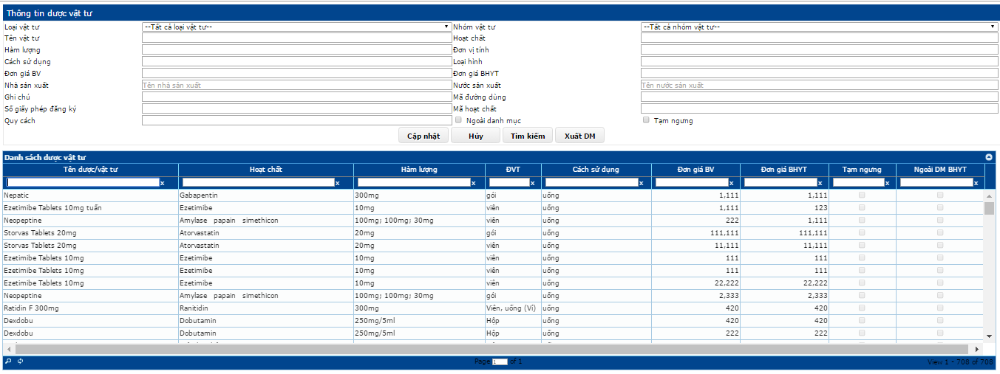 Thông tin dược vật tư
Loại vật tư --Tất cả loại vật tư-- Nhóm vật tư --Tất cả nhóm vật tư--
Tên vật tư Hoạt chất
Hàm lượng Đơn vị tính
Cách sử dụng Loại hình
Đơn giá BV Đơn giá BHYT
Nhà sản xuất Tên nhà sản xuất Nước sản xuất Tên nước sản xuất
Ghi chú Mã đường dùng
Số giấy phép đăng ký Mã hoạt chất
Quy cách Ngoài danh mục Tạm ngưng
Cập nhật Hủy Tìm kiếm Xuất DM
Danh sách dược vật tư
Tên dược/vật tư Hoạt chất Hàm lượng ĐVT Cách sử dụng Đơn giá BV Đơn giá BHYT Tạm ngưng Ngoài DM BHYT
x x x x x x x x x
Nepatic Gabapentin 300mg gói uống 1,111 1,111
Ezetimibe Tablets 10mg tuấn Ezetimibe 10mg viên uống 1,111 123
Neopeptine Amylase papain simethicon 100mg; 100mg; 30mg viên uống 222 1,111
Storvas Tablets 20mg Atorvastatin 20mg gói uống 111,111 111,111
Storvas Tablets 20mg Atorvastatin 20mg viên uống 11,111 11,111
Ezetimibe Tablets 10mg Ezetimibe 10mg viên uống 111 111
Ezetimibe Tablets 10mg Ezetimibe 10mg viên uống 111 111
Ezetimibe Tablets 10mg Ezetimibe 10mg viên uống 22,222 22,222
Neopeptine Amylase papain simethicon 100mg; 100mg; 30mg gói uống 2,333 2,333
Ratidin F 300mg Ranitidin 300mg Viên, uống (Vỉ) uống 420 420
Dexdobu Dobutamin 250mg/5ml Hộp uống 420 420
Dexdobu Dobutamin 250mg/5ml Hộp uống 222 222
Page 1 of 1 View 1 - 708 of 708